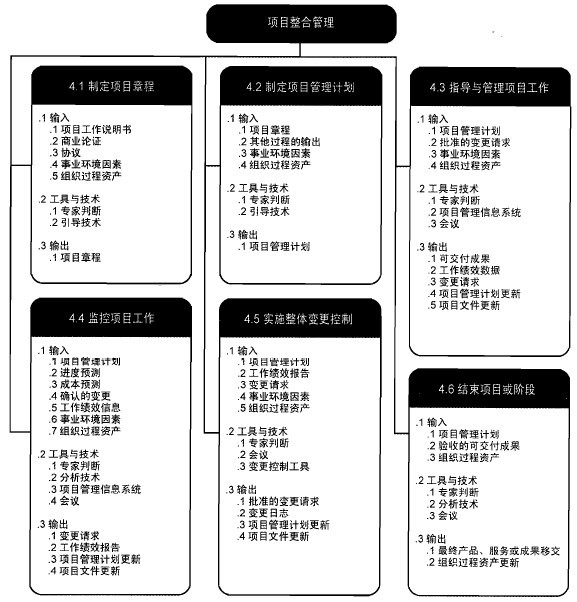 项目整合管理
4.1 制定项目章程
.1 输入
.1 项目工作说明书
.2 商业论证
.3 协议
.4 事业环境因素
.5 组织过程资产
.2 工具与技术
.1 专家判断
.2 引导技术
.3 输出
.1 项目章程
4.2 制定项目管理计划
.1 输入
.1 项目章程
.2 其他过程的输出
.3 事业环境因素
.4 组织过程资产
.2 工具与技术
.1 专家判断
.2 引导技术
.3 输出
.1 项目管理计划
4.3 指导与管理项目工作
.1 输入
.1 项目管理计划
.2 批准的变更请求
.3 事业环境因素
.4 组织过程资产
.2 工具与技术
.1 专家判断
.2 项目管理信息系统
.3 会议
.3 输出
.1 可交付成果
.2 工作绩效数据
.3 变更请求
.4 项目管理计划更新
.5 项目文件更新
4.4 监控项目工作
.1 输入
.1 项目管理计划
.2 进度预测
.3 成本预测
.4 确认的变更
.5 工作绩效信息
.6 事业环境因素
.7 组织过程资产
.2 工具与技术
.1 专家判断
.2 分析技术
.3 项目管理信息系统
.4 会议
.3 输出
.1 变更请求
.2 工作绩效报告
.3 项目管理计划更新
.4 项目文件更新
4.5 实施整体变更控制
.1 输入
.1 项目管理计划
.2 工作绩效报告
.3 变更请求
.4 事业环境因素
.5 组织过程资产
.2 工具与技术
.1 专家判断
.2 会议
.3 变更控制工具
.3 输出
.1 批准的变更请求
.2 变更日志
.3 项目管理计划更新
.4 项目文件更新
4.6 结束项目或阶段
.1 输入
.1 项目管理计划
.2 验收的可交付成果
.3 组织过程资产
.2 工具与技术
.1 专家判断
.2 分析技术
.3 会议
.3 输出
.1 最终产品、服务或成果移交
.2 组织过程资产更新